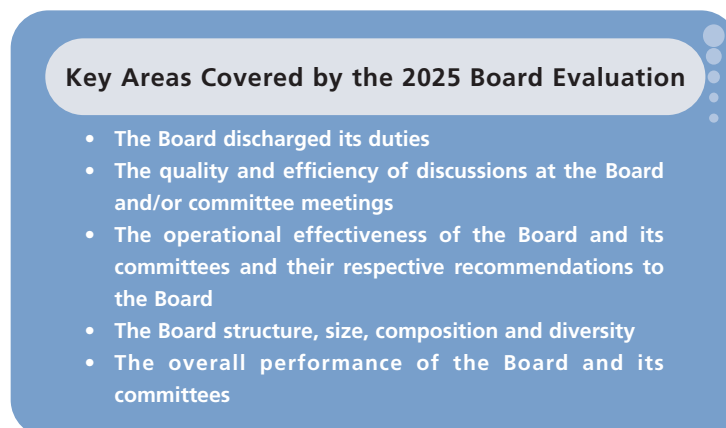 Key Areas Covered by the 2025 Board Evaluation
• The Board discharged its duties
• The quality and efficiency of discussions at the Board
and/or committee meetings
• The operational effectiveness of the Board and its
committees and their respective recommendations to
the Board
• The Board structure, size, composition and diversity
• The overall performance of the Board and its
committees